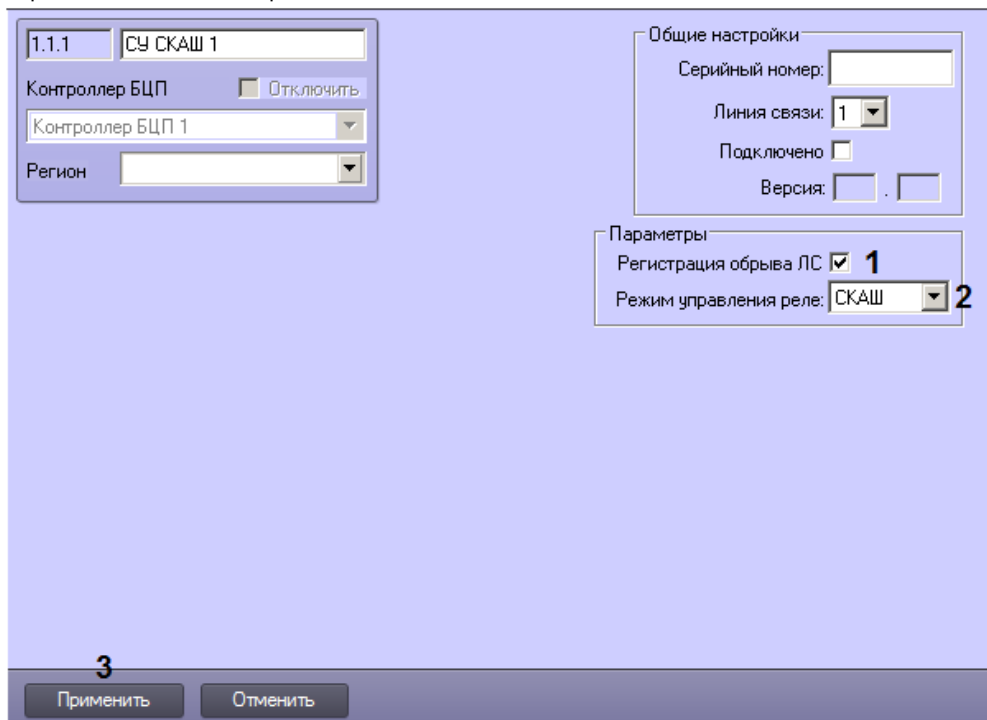 1.1.1 СУ СКАШ 1
Контроллер БЦП Отключить
Контроллер БЦП 1
Регион
Общие настройки
Серийный номер:
Линия связи: 1
Подключено
Версия: .
Параметры
Регистрация обрыва ЛС 1
Режим управления реле: СКАШ 2
3
Применить Отменить